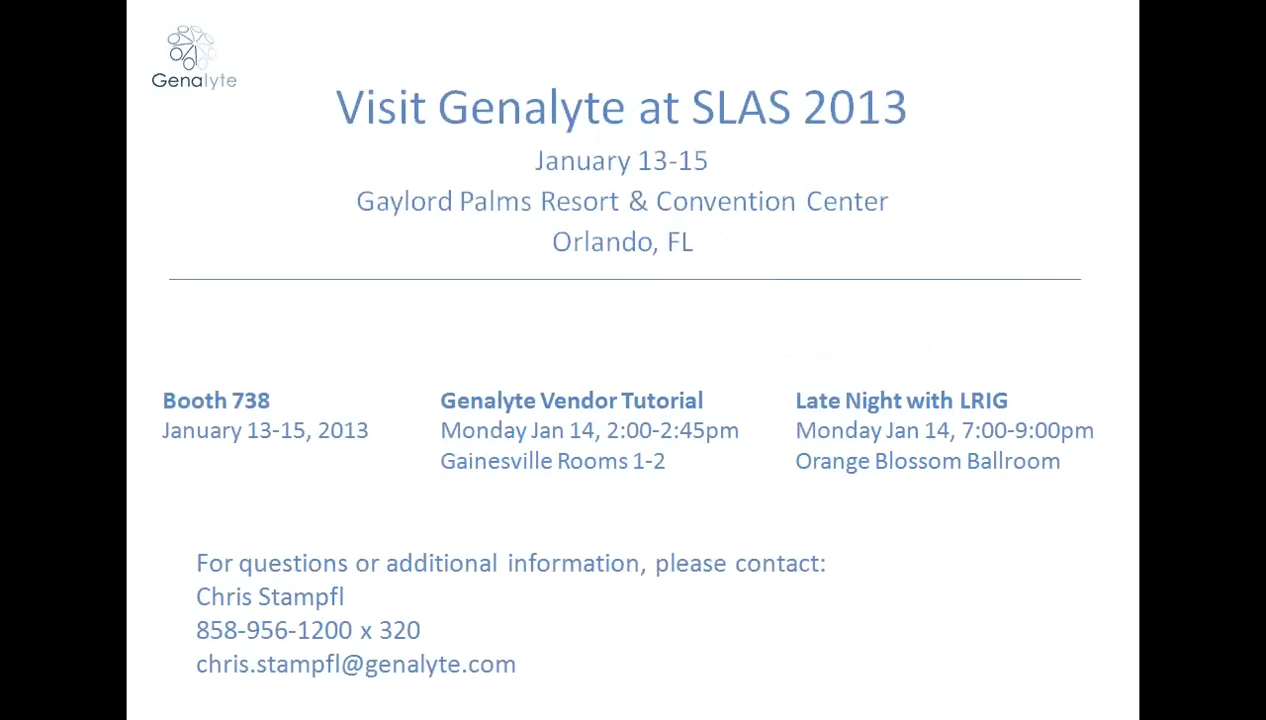 Genalyte
Visit Genalyte at SLAS 2013
January 13-15
Gaylord Palms Resort & Convention Center
Orlando, FL
Booth 738
January 13-15, 2013
Genalyte Vendor Tutorial
Monday Jan 14, 2:00-2:45pm
Gainesville Rooms 1-2
Late Night with LRIG
Monday Jan 14, 7:00-9:00pm
Orange Blossom Ballroom
For questions or additional information, please contact:
Chris Stampfl
858-956-1200 x 320
chris.stampfl@genalyte.com